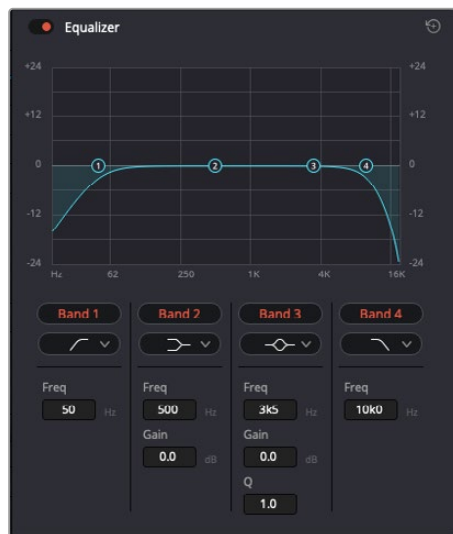 Equalizer
+24 +24
+12 +12
0 1 2 3 4 0
-12 -12
-24 -24
Hz 62 250 1K 4K 16K
Band 1 Band 2 Band 3 Band 4
Freq Freq Freq Freq
50 Hz 500 Hz 3k5 Hz 10k0 Hz
Gain Gain
0.0 dB 0.0 dB
Q
1.0